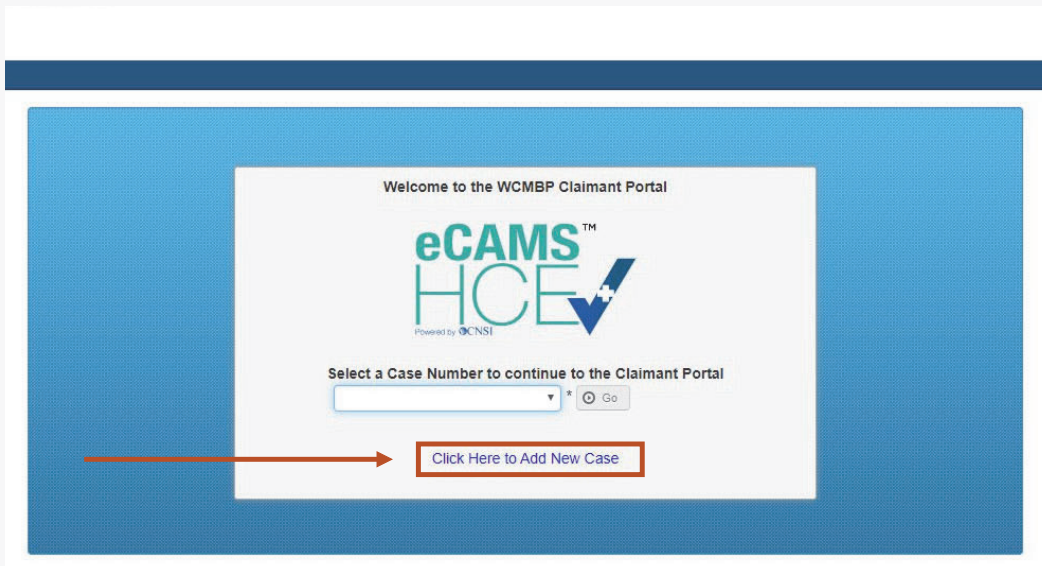 Welcome to the WCMBP Claimant Portal
eCAMS™
HCE
Powered by CNSI
Select a Case Number to continue to the Claimant Portal
* Go
Click Here to Add New Case